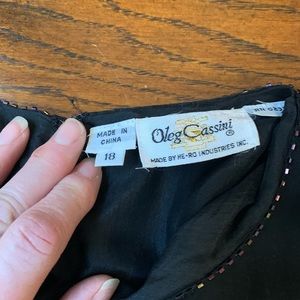 MADE IN
CHINA
18
Oleg Cassini ®
MADE BY HE-RO INDUSTRIES INC.